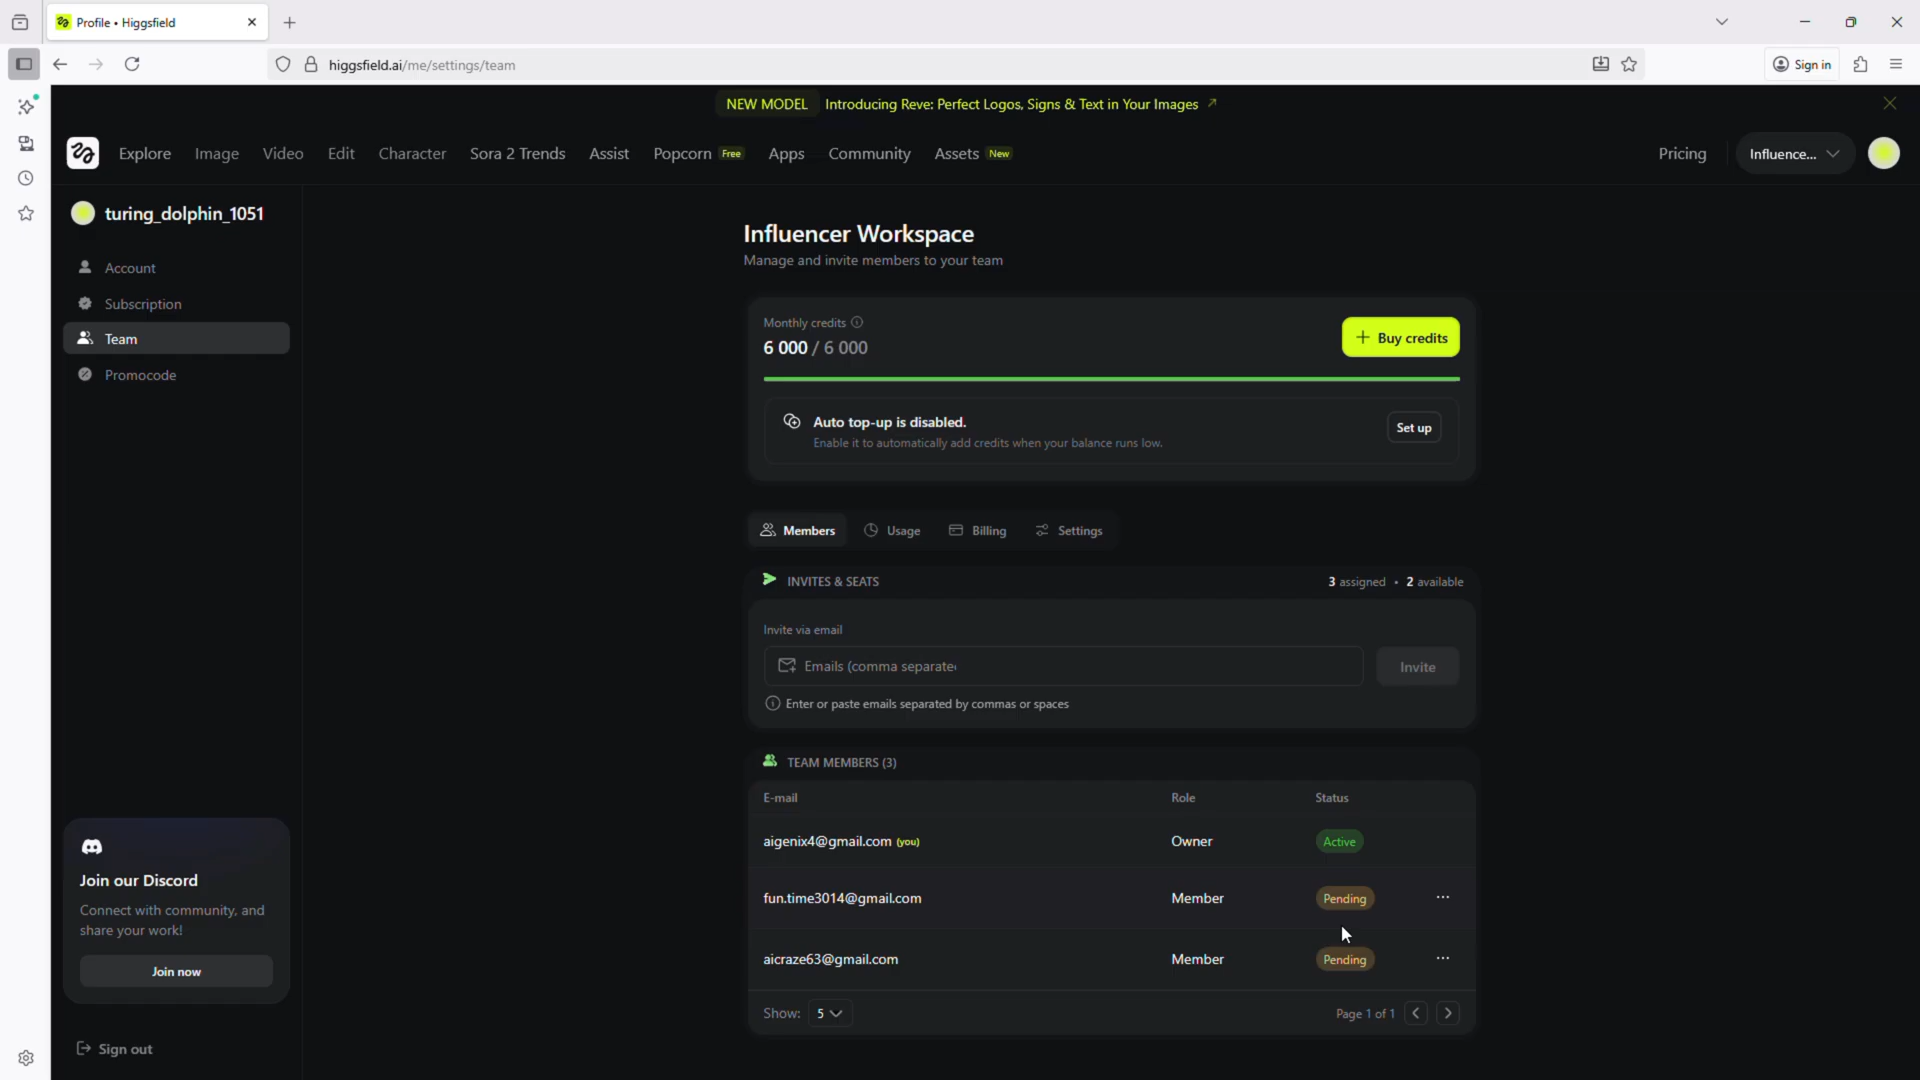 Profile • Higgsfield
higgsfield.ai/me/settings/team
Sign in
NEW MODEL Introducing Reve: Perfect Logos, Signs & Text in Your Images
Explore Image Video Edit Character Sora 2 Trends Assist Popcorn Free Apps Community Assets New Pricing Influence...
turing_dolphin_1051
Account
Subscription
Team
Promocode
Join our Discord
Connect with community, and
share your work!
Join now
Sign out
Influencer Workspace
Manage and invite members to your team
Monthly credits
6 000 / 6 000
+ Buy credits
Auto top-up is disabled.
Enable it to automatically add credits when your balance runs low.
Set up
Members Usage Billing Settings
INVITES & SEATS 3 assigned • 2 available
Invite via email
Emails (comma separate
Invite
Enter or paste emails separated by commas or spaces
TEAM MEMBERS (3)
E-mail Role Status
aigenix4@gmail.com (you) Owner Active
fun.time3014@gmail.com Member Pending ...
aicraze63@gmail.com Member Pending ...
Show: 5 Page 1 of 1